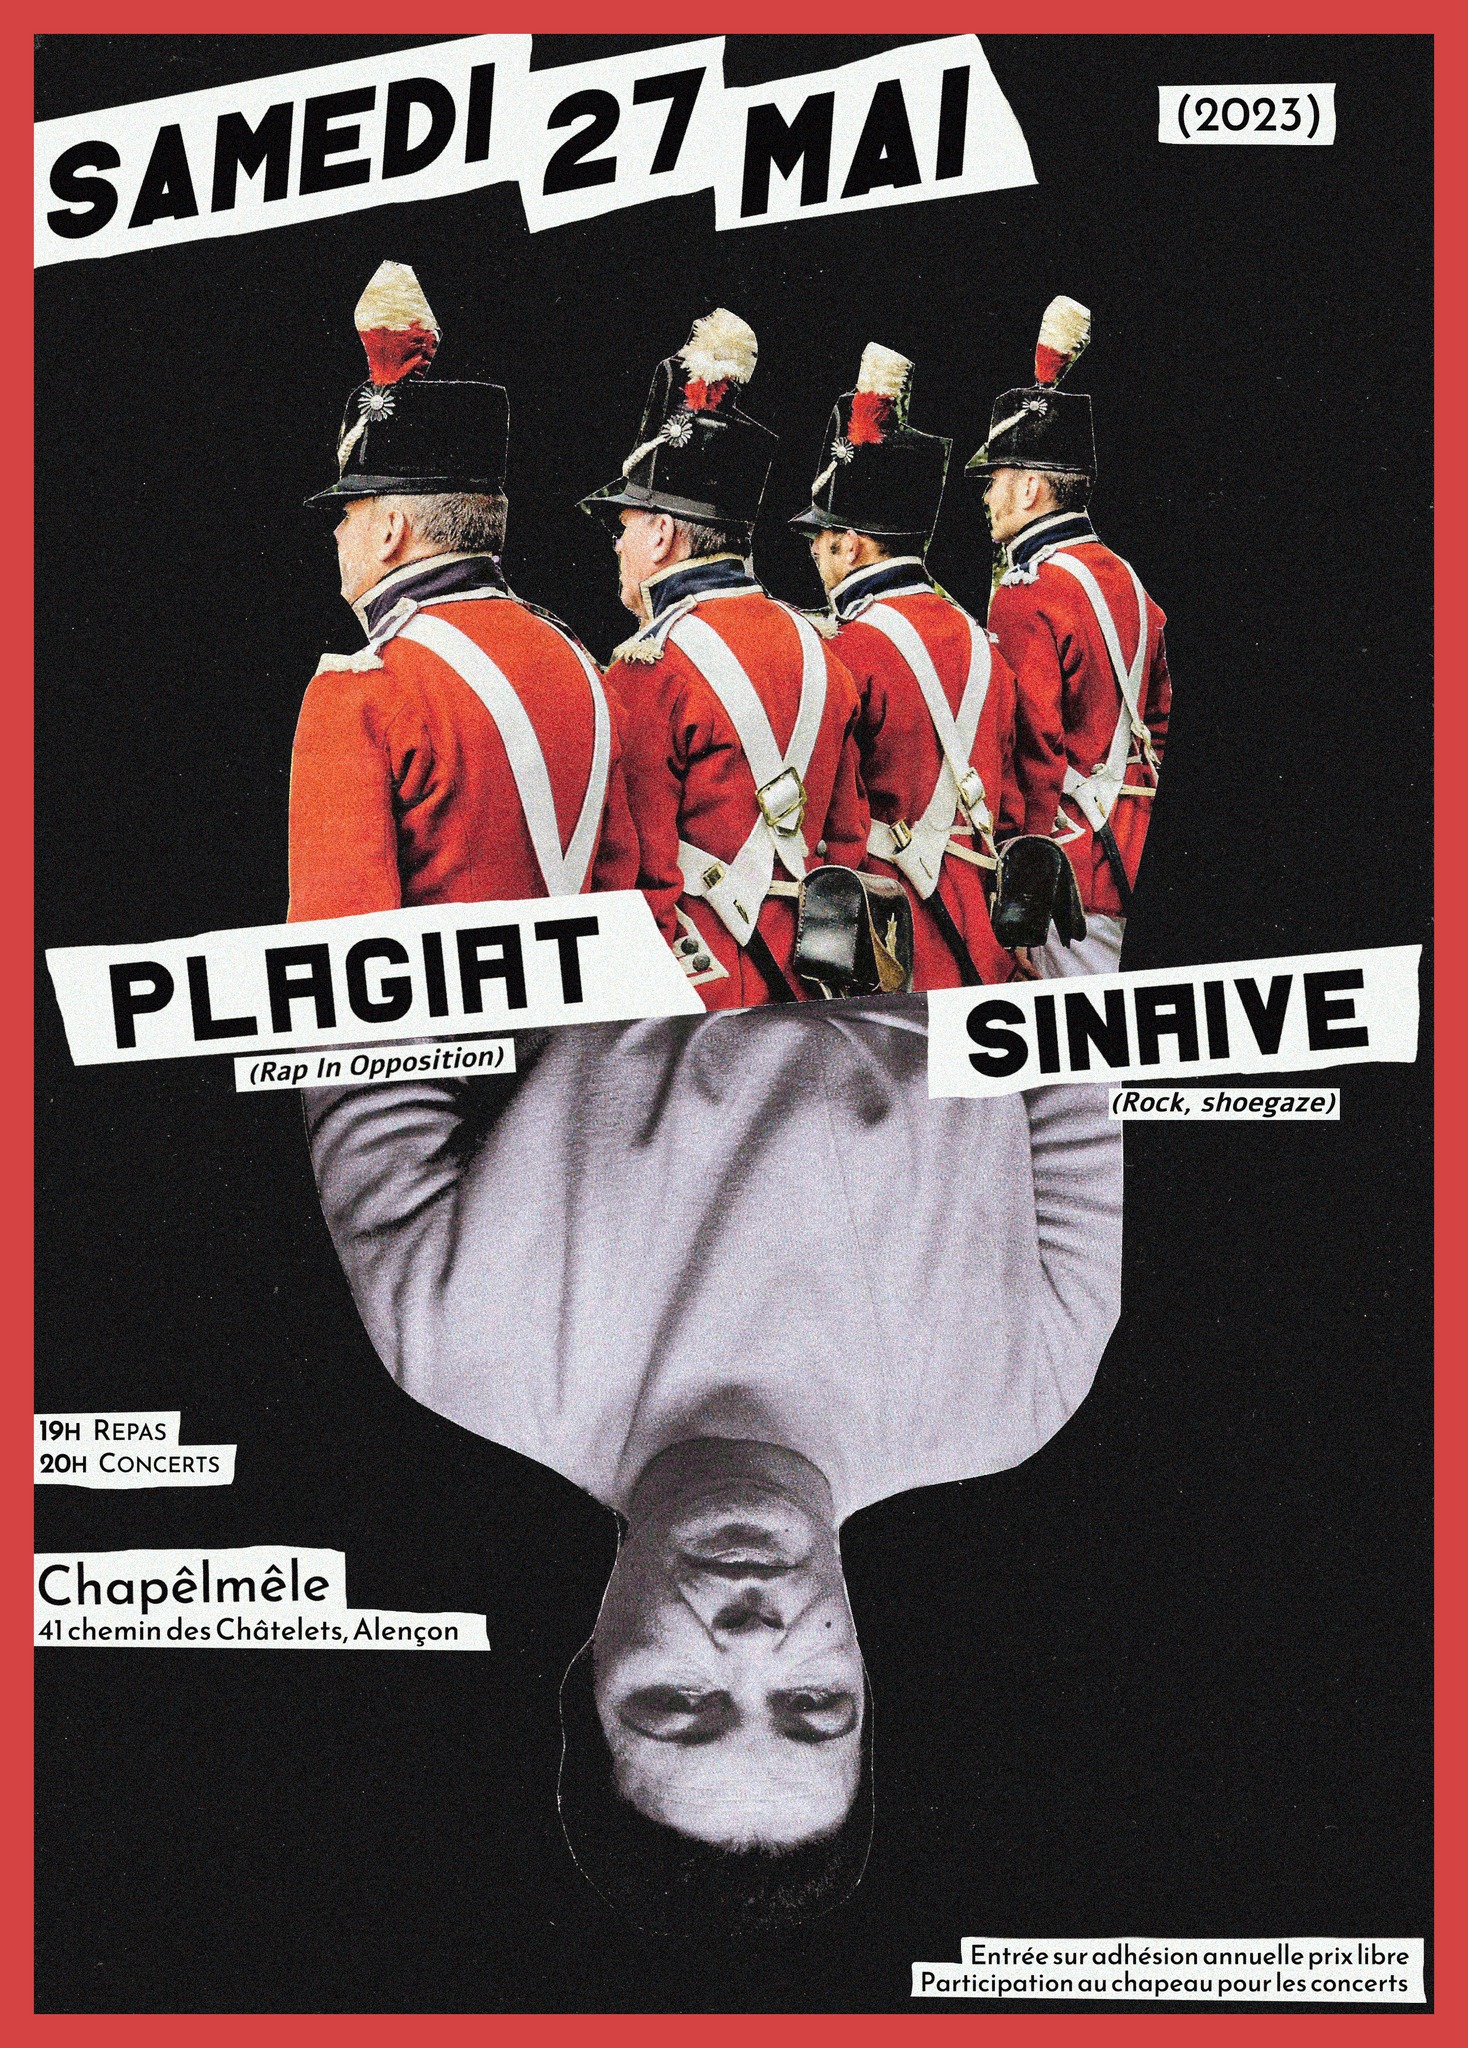 SAMEDI 27 MAI
(2023)
PLAGIAT
(Rap In Opposition)
SINAIVE
(Rock, shoegaze)
19H REPAS
20H CONCERTS
Chapêlmêle
41 chemin des Châtelets, Alençon
Entrée sur adhésion annuelle prix libre
Participation au chapeau pour les concerts